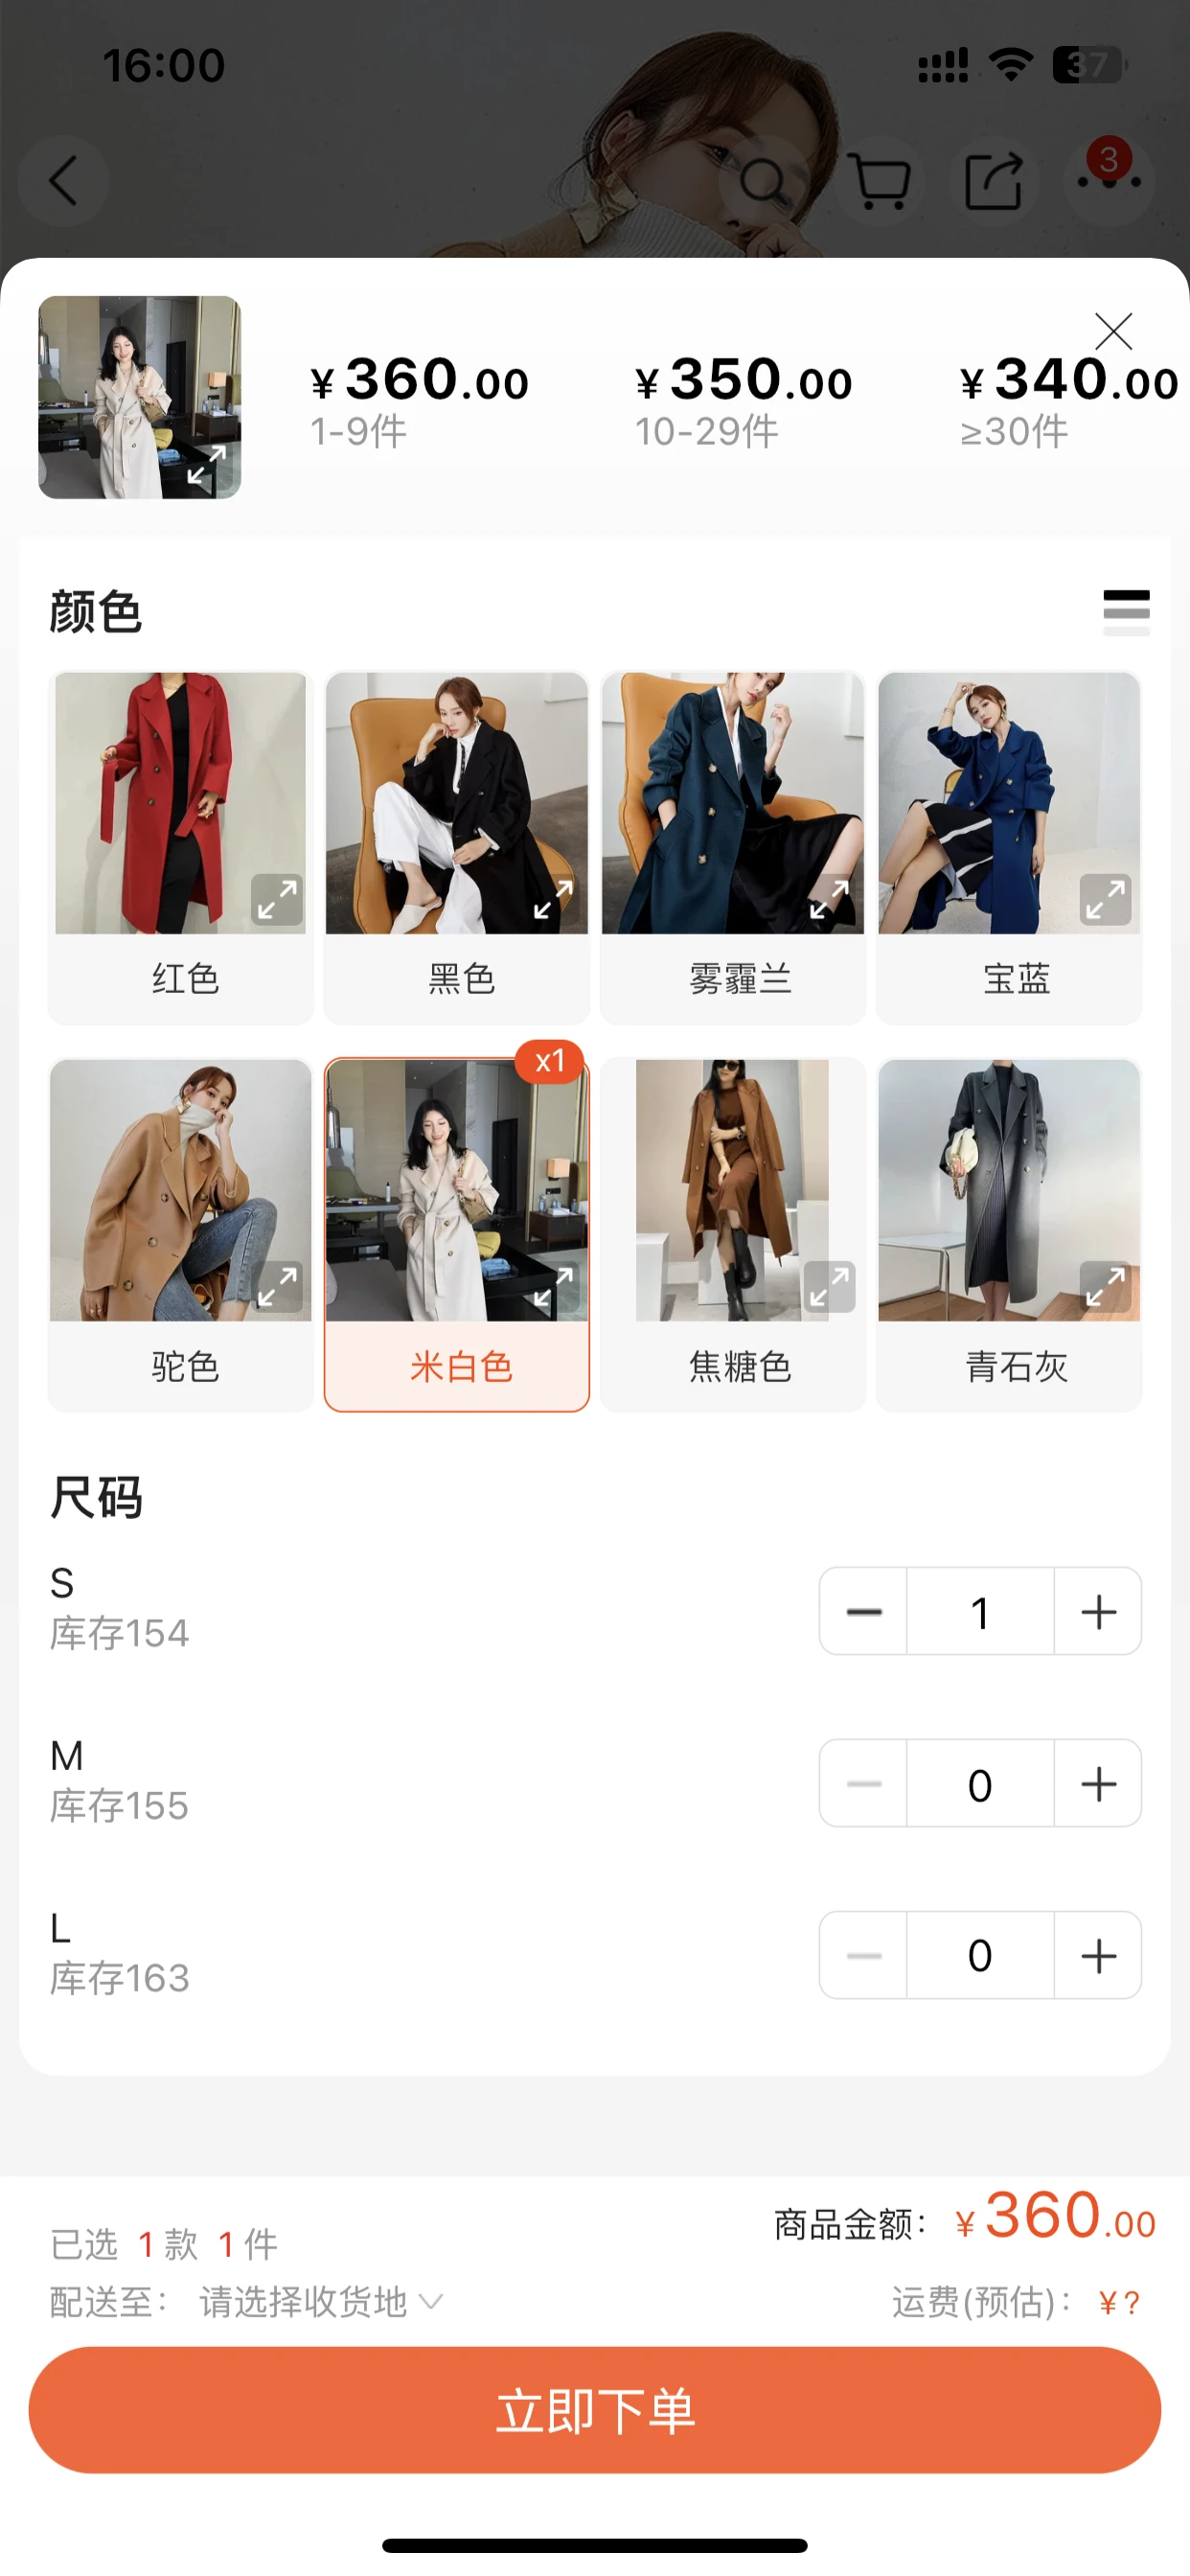 16:00
37
3
¥360.00 ¥350.00 ¥340.00
1-9件 10-29件 ≥30件
颜色
红色 黑色 雾霾兰 宝蓝
x1
驼色 米白色 焦糖色 青石灰
尺码
S
库存154
1
M
库存155
0
L
库存163
0
商品金额: ¥360.00
已选 1 款 1 件
配送至: 请选择收货地
运费(预估): ¥?
立即下单